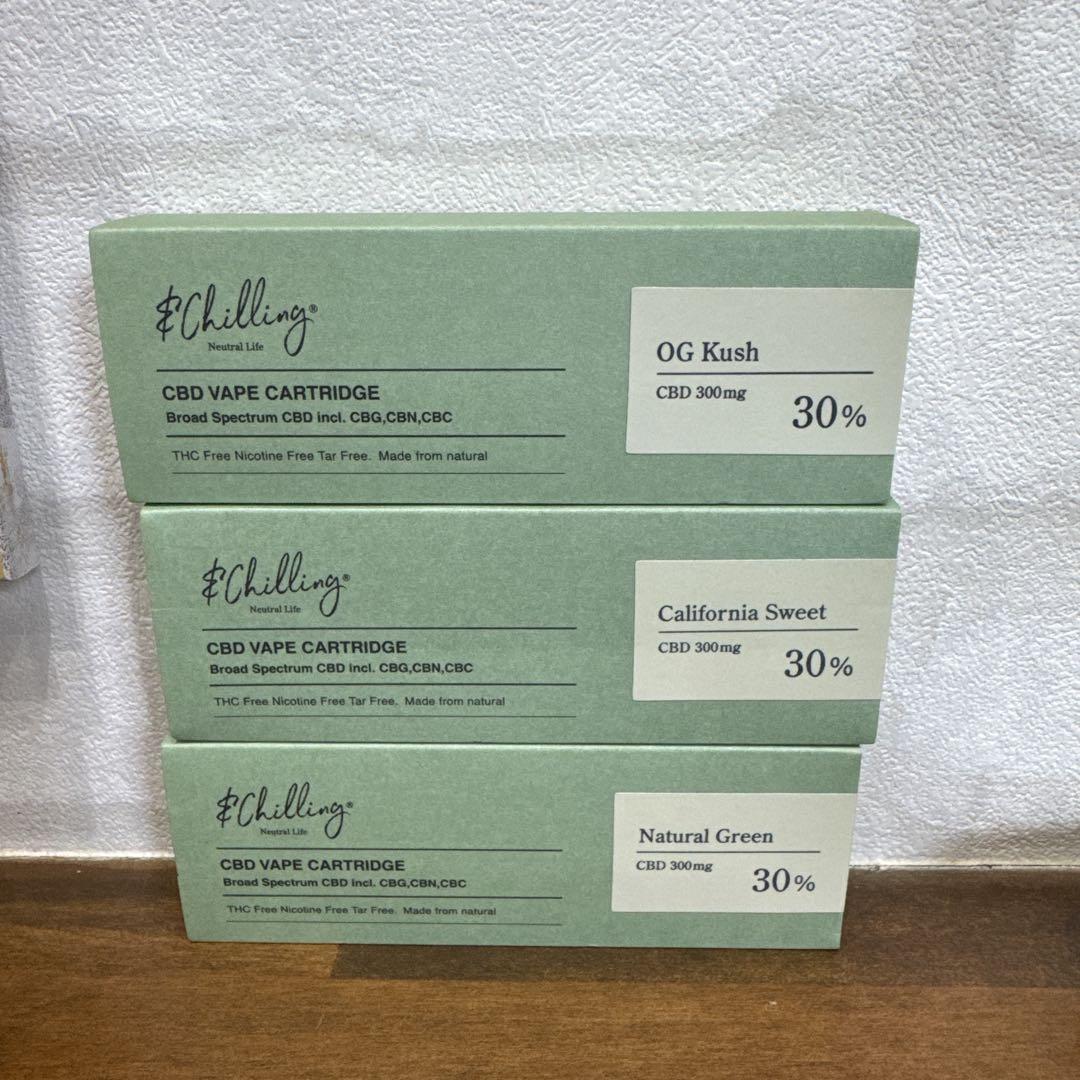 &Chilling®
Neutral Life
CBD VAPE CARTRIDGE
Broad Spectrum CBD incl. CBG,CBN,CBC
THC Free Nicotine Free Tar Free. Made from natural
OG Kush
CBD 300mg
30%
&Chilling®
Neutral Life
CBD VAPE CARTRIDGE
Broad Spectrum CBD incl. CBG,CBN,CBC
THC Free Nicotine Free Tar Free. Made from natural
California Sweet
CBD 300mg
30%
&Chilling®
Neutral Life
CBD VAPE CARTRIDGE
Broad Spectrum CBD incl. CBG,CBN,CBC
THC Free Nicotine Free Tar Free. Made from natural
Natural Green
CBD 300mg
30%